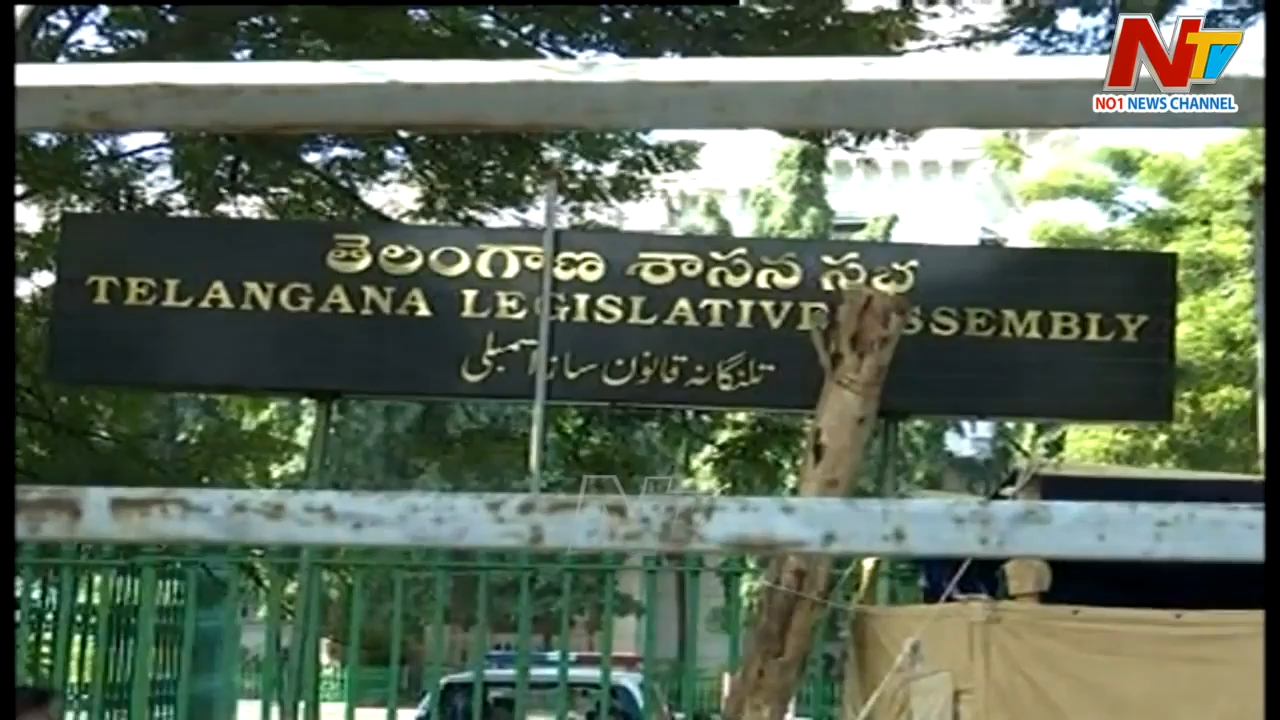 NTV
NO1 NEWS CHANNEL
తెలంగాణ శాసన సభ
TELANGANA LEGISLATIVE ASSEMBLY
تلنگانہ قانون ساز اسمبلی